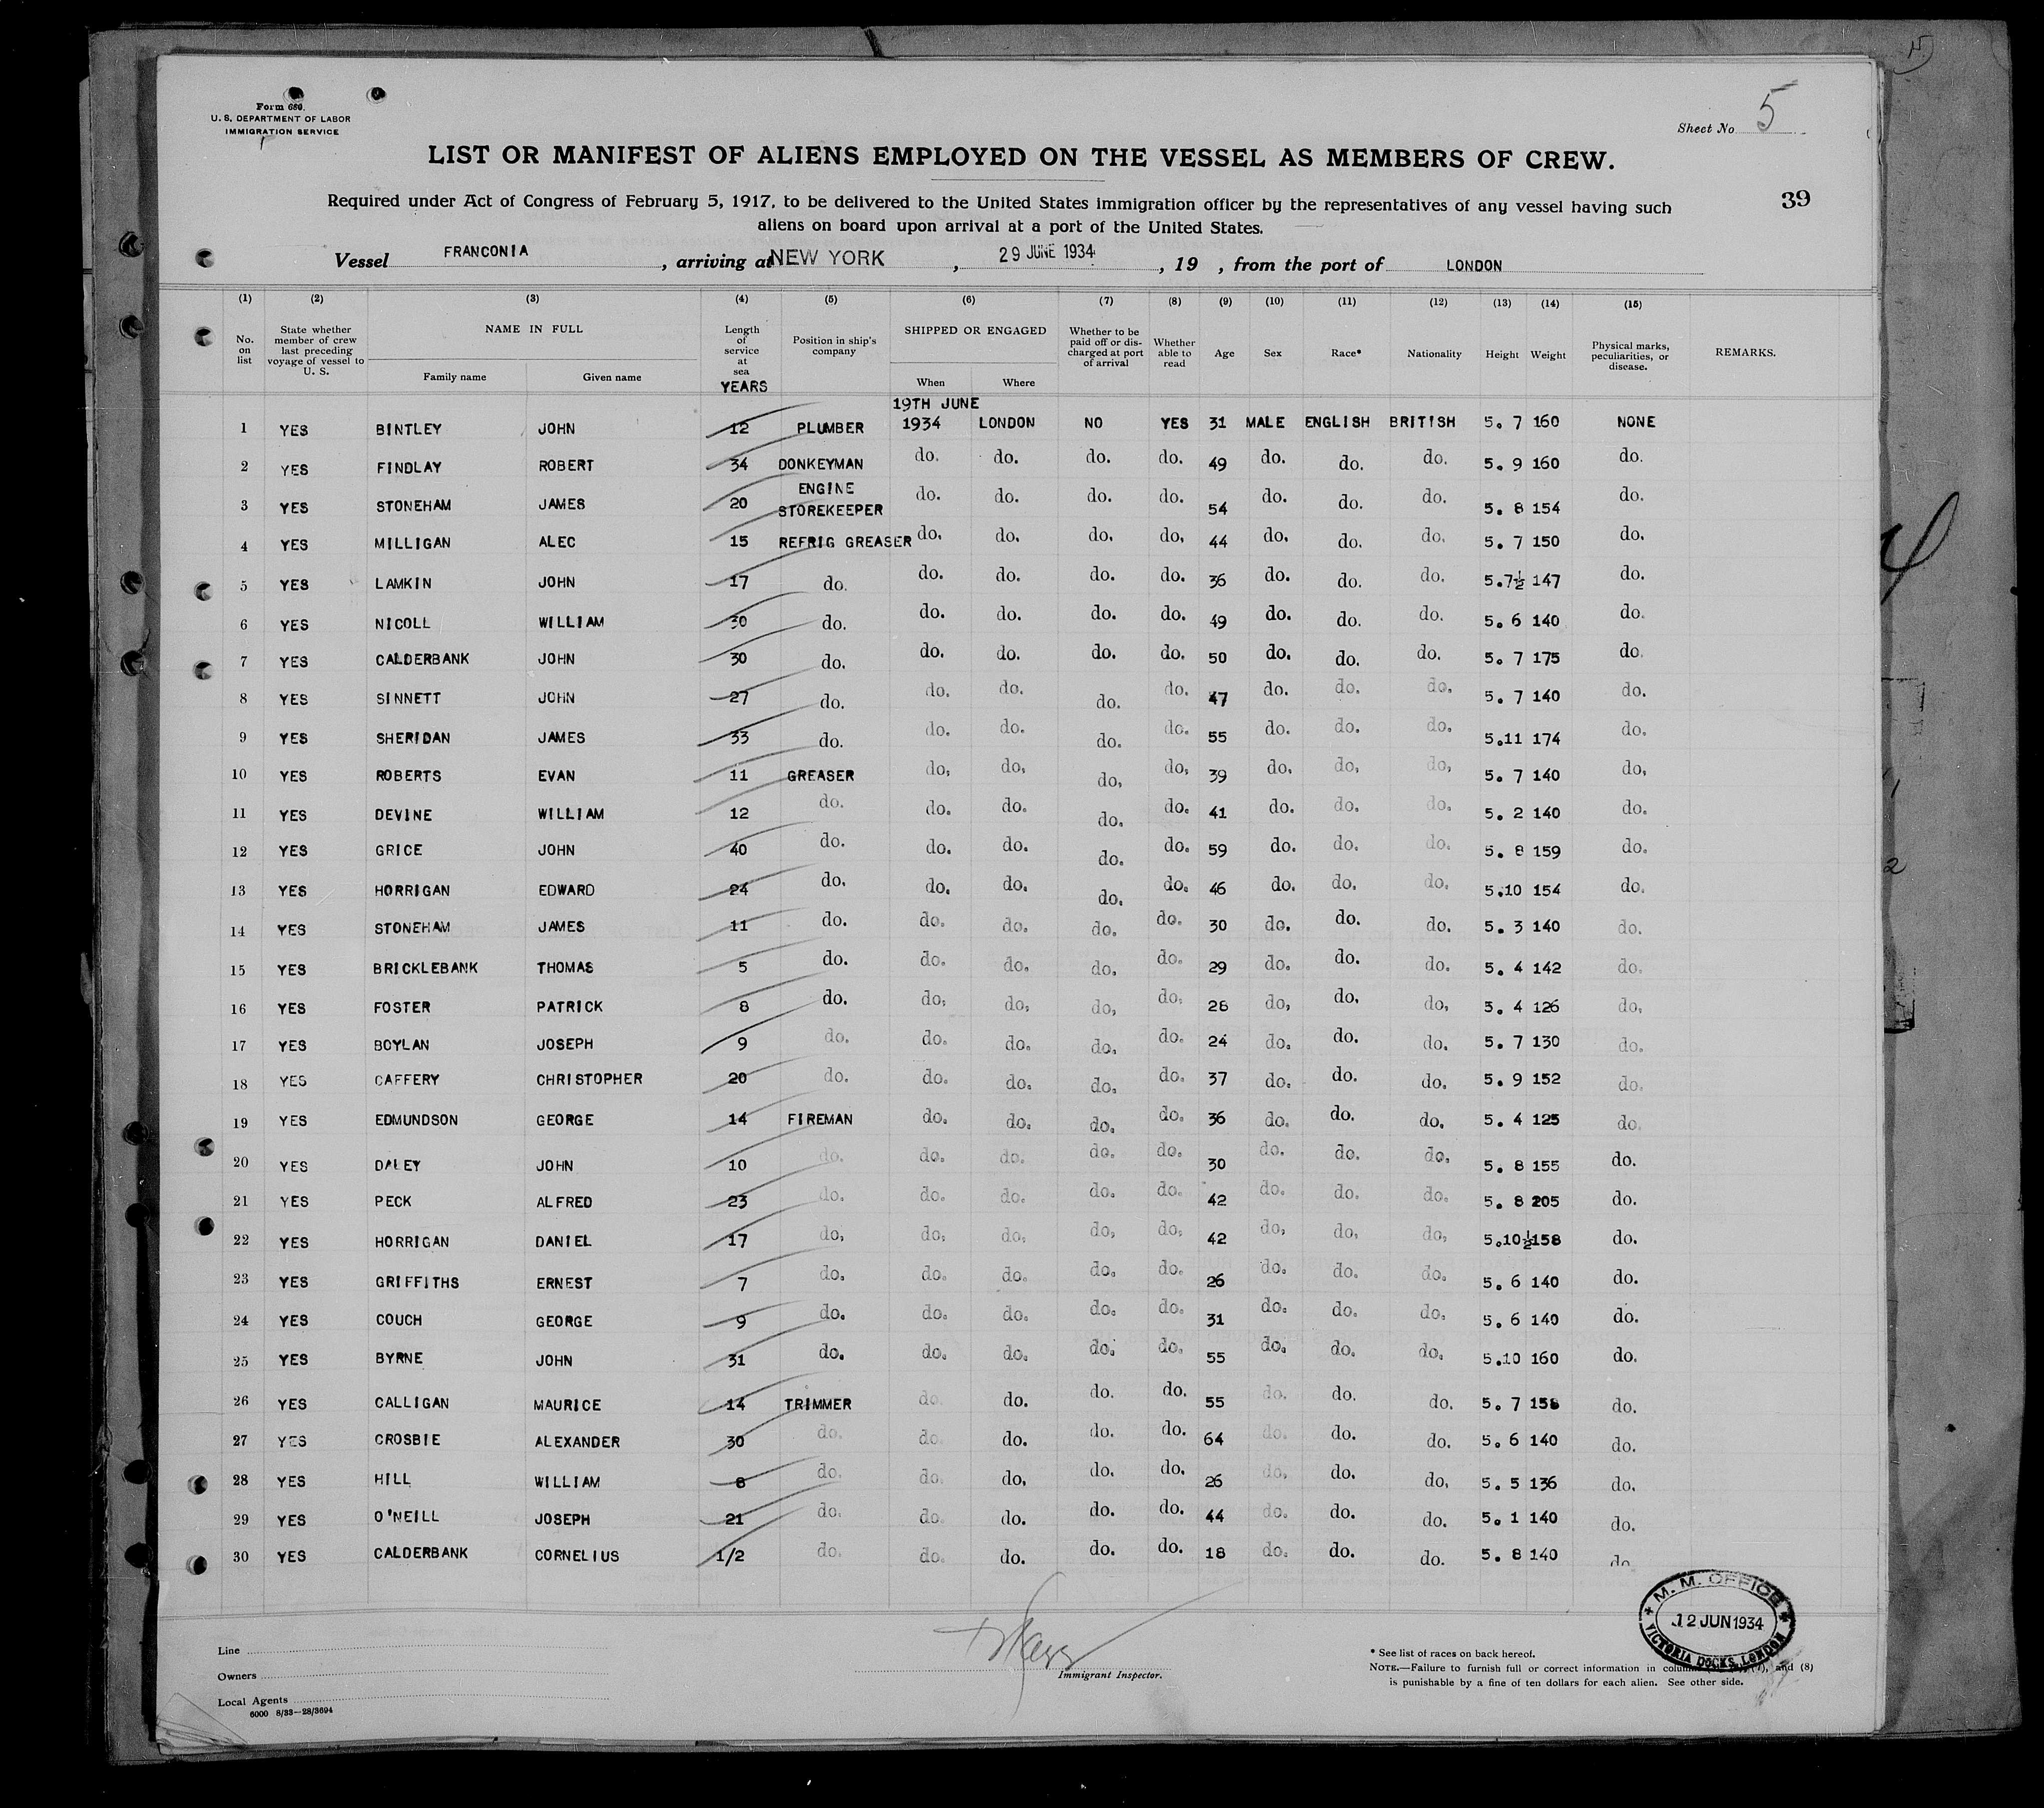 Form 680.
U. S. DEPARTMENT OF LABOR
IMMIGRATION SERVICE
Sheet No. 5
LIST OR MANIFEST OF ALIENS EMPLOYED ON THE VESSEL AS MEMBERS OF CREW.
39
Required under Act of Congress of February 5, 1917, to be delivered to the United States immigration officer by the representatives of any vessel having such
aliens on board upon arrival at a port of the United States.
Vessel FRANCONIA, arriving at NEW YORK, 29 JUNE 1934, 19 , from the port of LONDON
(1) (2) (3) (4) (5) (6) (7) (8) (9) (10) (11) (12) (13) (14) (15)
No. on list State whether member of crew last preceding voyage of vessel to U. S. NAME IN FULL Length of service at sea YEARS Position in ship's company SHIPPED OR ENGAGED Whether to be paid off or discharged at port of arrival Whether able to read Age Sex Race* Nationality Height Weight Physical marks, peculiarities, or disease. REMARKS.
Family name Given name When Where
19TH JUNE
1 YES BINTLEY JOHN 12 PLUMBER 1934 LONDON NO YES 31 MALE ENGLISH BRITISH 5. 7 160 NONE
2 YES FINDLAY ROBERT 34 DONKEYMAN do. do. do. do. 49 do. do. do. 5. 9 160 do.
3 YES STONEHAM JAMES 20 ENGINE STOREKEEPER do. do. do. do. 54 do. do. do. 5. 8 154 do.
4 YES MILLIGAN ALEC 15 REFRIG GREASER do. do. do. do. 44 do. do. do. 5. 7 150 do.
5 YES LAMKIN JOHN 17 do. do. do. do. do. 36 do. do. do. 5.7½ 147 do.
6 YES NICOLL WILLIAM 30 do. do. do. do. do. 49 do. do. do. 5. 6 140 do.
7 YES CALDERBANK JOHN 30 do. do. do. do. do. 50 do. do. do. 5. 7 175 do.
8 YES SINNETT JOHN 27 do. do. do. do. do. 47 do. do. do. 5. 7 140 do.
9 YES SHERIDAN JAMES 33 do. do. do. do. do. 55 do. do. do. 5.11 174 do.
10 YES ROBERTS EVAN 11 GREASER do. do. do. do. 39 do. do. do. 5. 7 140 do.
11 YES DEVINE WILLIAM 12 do. do. do. do. do. 41 do. do. do. 5. 2 140 do.
12 YES GRICE JOHN 40 do. do. do. do. do. 59 do. do. do. 5. 8 159 do.
13 YES HORRIGAN EDWARD 24 do. do. do. do. do. 46 do. do. do. 5.10 154 do.
14 YES STONEHAM JAMES 11 do. do. do. do. do. 30 do. do. do. 5. 3 140 do.
15 YES BRICKLEBANK THOMAS 5 do. do. do. do. do. 29 do. do. do. 5. 4 142 do.
16 YES FOSTER PATRICK 8 do. do. do. do. do. 28 do. do. do. 5. 4 126 do.
17 YES BOYLAN JOSEPH 9 do. do. do. do. do. 24 do. do. do. 5. 7 130 do.
18 YES CAFFERY CHRISTOPHER 20 do. do. do. do. do. 37 do. do. do. 5. 9 152 do.
19 YES EDMUNDSON GEORGE 14 FIREMAN do. do. do. do. 36 do. do. do. 5. 4 125 do.
20 YES DALEY JOHN 10 do. do. do. do. do. 30 do. do. do. 5. 8 155 do.
21 YES PECK ALFRED 23 do. do. do. do. do. 42 do. do. do. 5. 8 205 do.
22 YES HORRIGAN DANIEL 17 do. do. do. do. do. 42 do. do. do. 5.10½ 158 do.
23 YES GRIFFITHS ERNEST 7 do. do. do. do. do. 26 do. do. do. 5. 6 140 do.
24 YES COUCH GEORGE 9 do. do. do. do. do. 31 do. do. do. 5. 6 140 do.
25 YES BYRNE JOHN 31 do. do. do. do. do. 55 do. do. do. 5.10 160 do.
26 YES CALLIGAN MAURICE 14 TRIMMER do. do. do. do. 55 do. do. do. 5. 7 158 do.
27 YES CROSBIE ALEXANDER 30 do. do. do. do. do. 64 do. do. do. 5. 6 140 do.
28 YES HILL WILLIAM 8 do. do. do. do. do. 26 do. do. do. 5. 5 136 do.
29 YES O'NEILL JOSEPH 21 do. do. do. do. do. 44 do. do. do. 5. 1 140 do.
30 YES CALDERBANK CORNELIUS 1/2 do. do. do. do. do. 18 do. do. do. 5. 8 140 do.
M. M. OFFICE
12 JUN 1934
VICTORIA DOCKS, LONDON
Line
Owners
Local Agents
6000 8/33—28/3694
Immigrant Inspector.
* See list of races on back hereof.
NOTE.—Failure to furnish full or correct information in and (8)
is punishable by a fine of ten dollars for each alien. See other side.